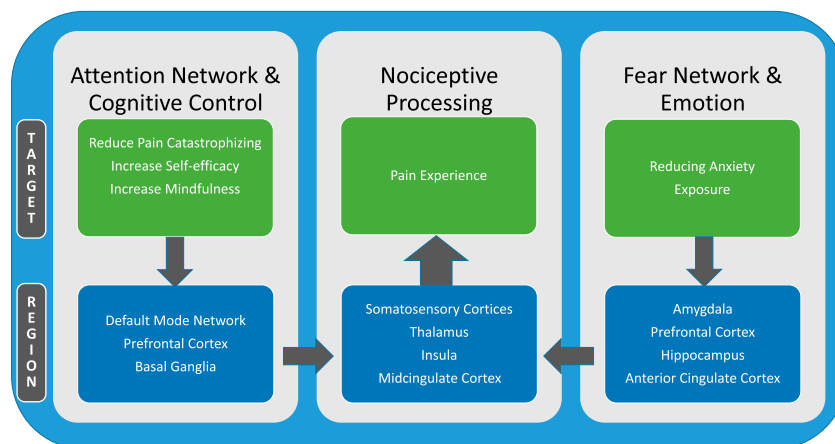 Attention Network &
Cognitive Control
Nociceptive
Processing
Fear Network &
Emotion
TARGET
Reduce Pain Catastrophizing
Increase Self-efficacy
Increase Mindfulness
Pain Experience
Reducing Anxiety
Exposure
REGION
Default Mode Network
Prefrontal Cortex
Basal Ganglia
Somatosensory Cortices
Thalamus
Insula
Midcingulate Cortex
Amygdala
Prefrontal Cortex
Hippocampus
Anterior Cingulate Cortex